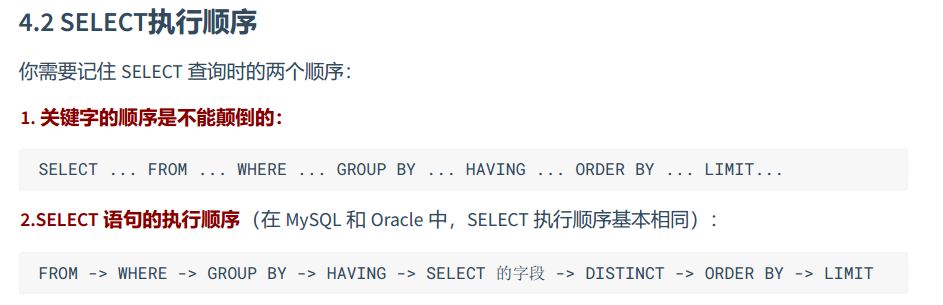 4.2 SELECT执行顺序
你需要记住 SELECT 查询时的两个顺序：
1. 关键字的顺序是不能颠倒的：
SELECT ... FROM ... WHERE ... GROUP BY ... HAVING ... ORDER BY ... LIMIT...
2.SELECT 语句的执行顺序（在 MySQL 和 Oracle 中，SELECT 执行顺序基本相同）：
FROM -> WHERE -> GROUP BY -> HAVING -> SELECT 的字段 -> DISTINCT -> ORDER BY -> LIMIT